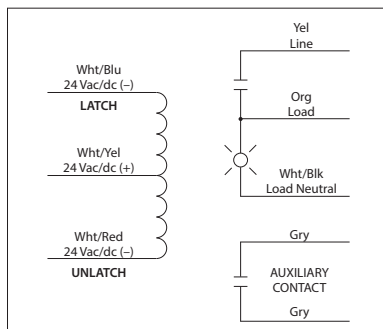 Wht/Blu
24 Vac/dc (–)
LATCH
Wht/Yel
24 Vac/dc (+)
Wht/Red
24 Vac/dc (–)
UNLATCH
Yel
Line
Org
Load
Wht/Blk
Load Neutral
Gry
AUXILIARY
CONTACT
Gry